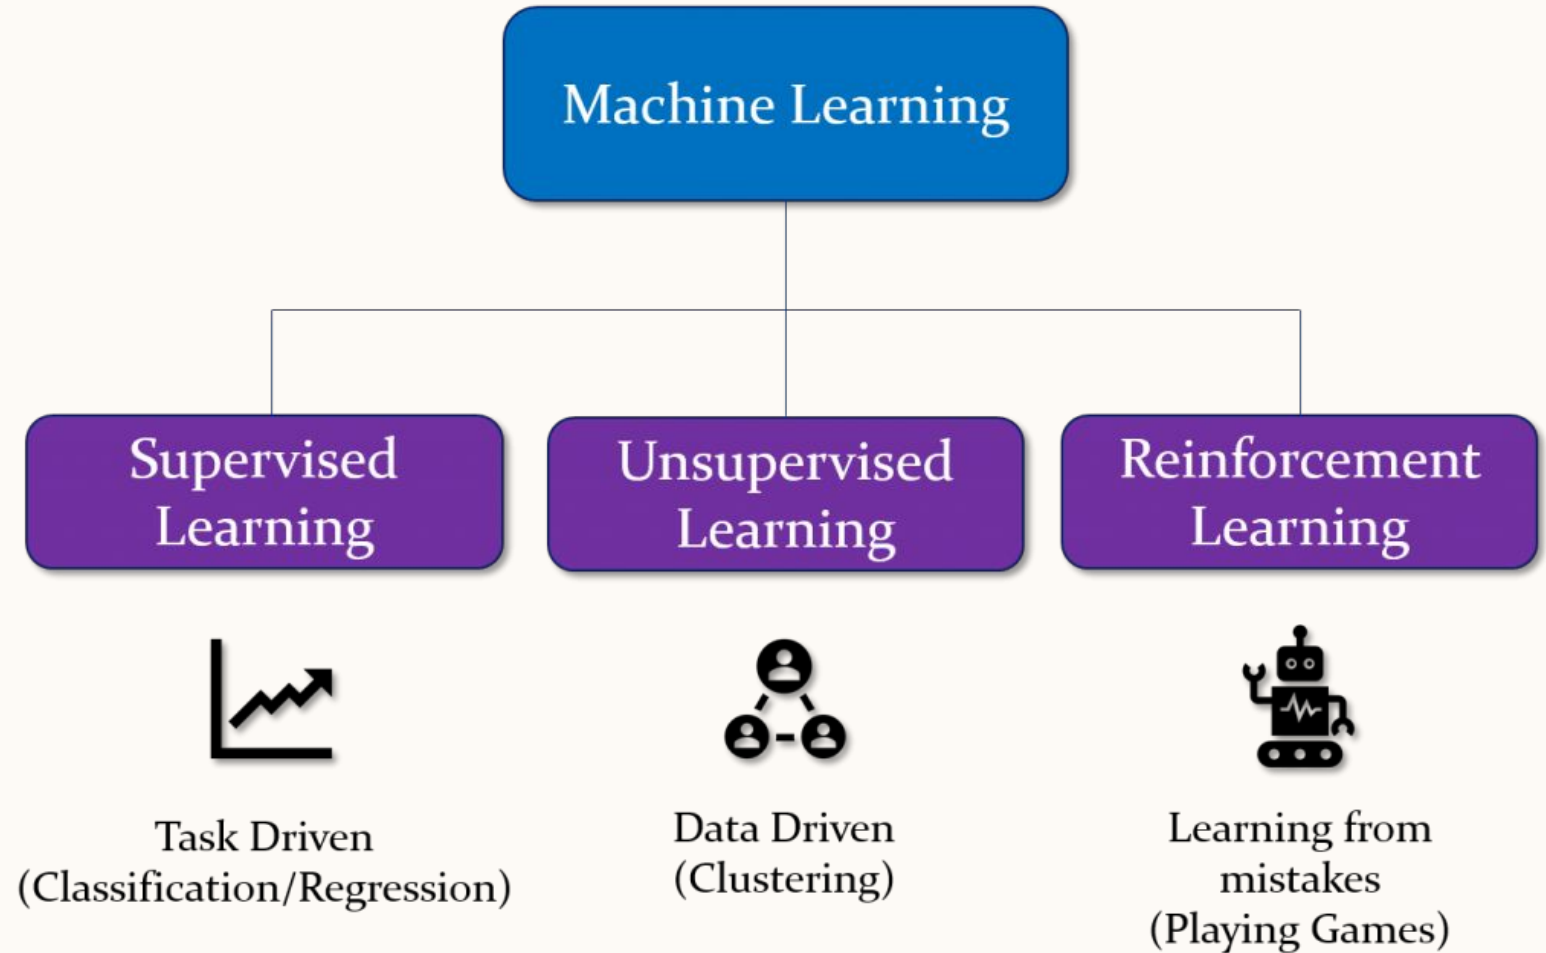 Machine Learning
Supervised
Learning
Unsupervised
Learning
Reinforcement
Learning
Task Driven
(Classification/Regression)
Data Driven
(Clustering)
Learning from
mistakes
(Playing Games)